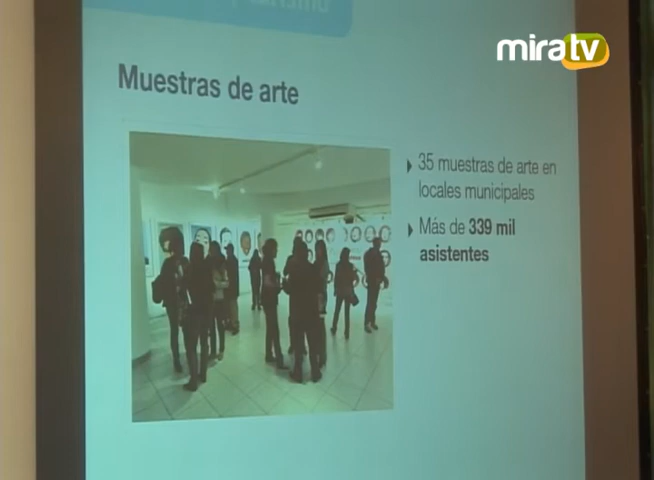 miratv
Muestras de arte
35 muestras de arte en
locales municipales
Más de 339 mil
asistentes